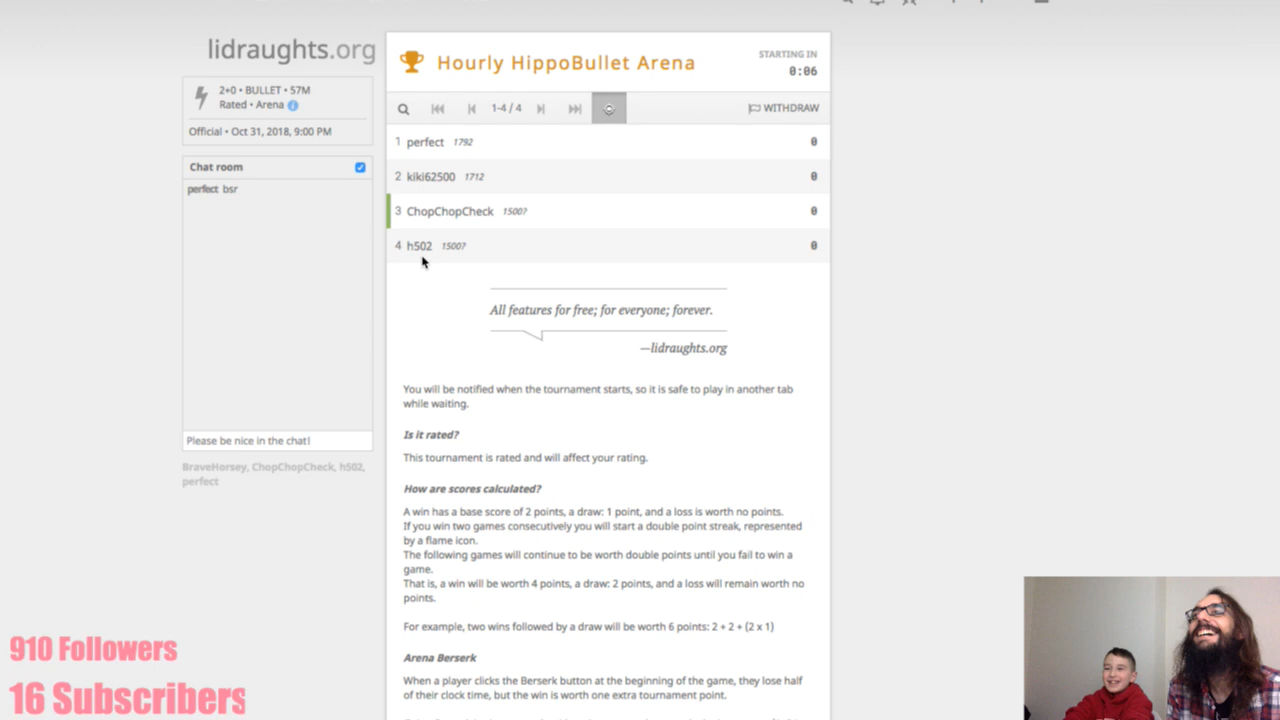 lidraughts.org
2+0 • BULLET • 57M
Rated • Arena
Official • Oct 31, 2018, 9:00 PM
Chat room
perfect bsr
Please be nice in the chat!
BraveHorsey, ChopChopCheck, h502,
perfect
Hourly HippoBullet Arena
STARTING IN
0:06
1-4 / 4
WITHDRAW
1 perfect 1792 0
2 kiki62500 1712 0
3 ChopChopCheck 1500? 0
4 h502 1500? 0
All features for free; for everyone; forever.
—lidraughts.org
You will be notified when the tournament starts, so it is safe to play in another tab
while waiting.
Is it rated?
This tournament is rated and will affect your rating.
How are scores calculated?
A win has a base score of 2 points, a draw: 1 point, and a loss is worth no points.
If you win two games consecutively you will start a double point streak, represented
by a flame icon.
The following games will continue to be worth double points until you fail to win a
game.
That is, a win will be worth 4 points, a draw: 2 points, and a loss will remain worth no
points.
For example, two wins followed by a draw will be worth 6 points: 2 + 2 + (2 x 1)
Arena Berserk
When a player clicks the Berserk button at the beginning of the game, they lose half
of their clock time, but the win is worth one extra tournament point.
910 Followers
16 Subscribers